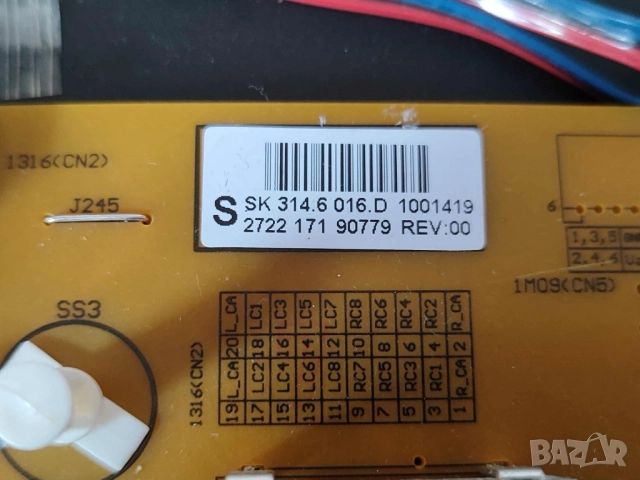 1316(CN2)
J245
S SK 314.6 016.D 1001419
2722 171 90779 REV:00
6
1,3,5
2,4,6
1M09(CN5)
SS3
1316(CN2)
19 L_CA 20 L_CA
17 LC2 18 LC1
15 LC4 16 LC3
13 LC6 14 LC5
11 LC8 12 LC7
9 RC7 10 RC8
7 RC5 8 RC6
5 RC3 6 RC4
3 RC1 4 RC2
1 R_CA 2 R_CA
BAZAR
bg